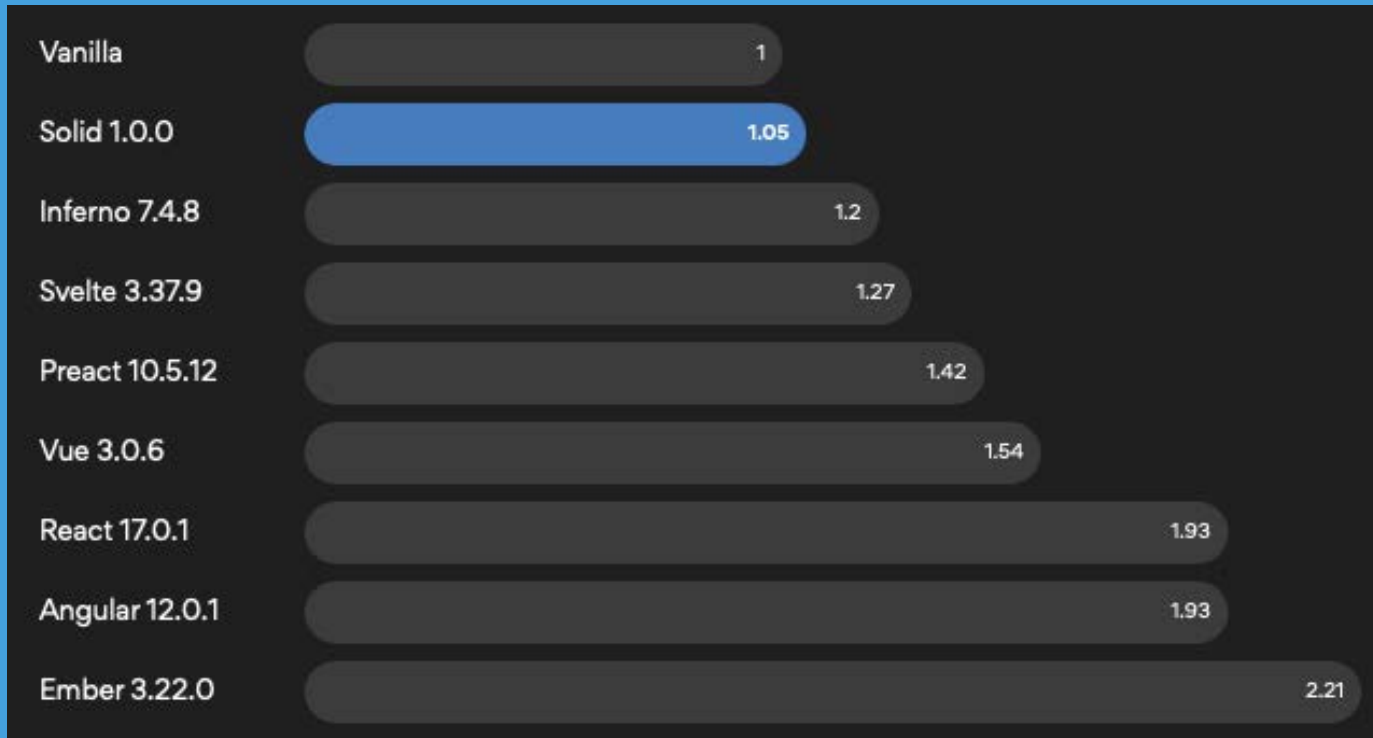 Vanilla 1
Solid 1.0.0 1.05
Inferno 7.4.8 1.2
Svelte 3.37.9 1.27
Preact 10.5.12 1.42
Vue 3.0.6 1.54
React 17.0.1 1.93
Angular 12.0.1 1.93
Ember 3.22.0 2.21